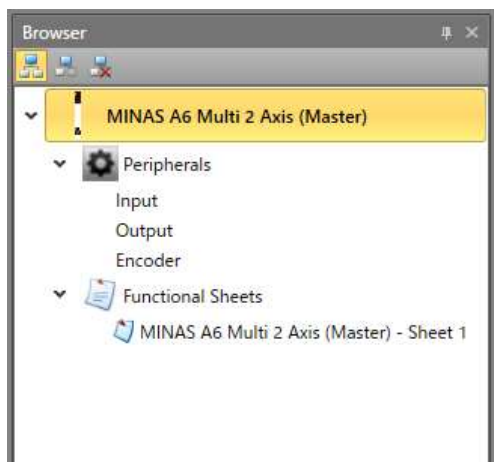 Browser
MINAS A6 Multi 2 Axis (Master)
Peripherals
Input
Output
Encoder
Functional Sheets
MINAS A6 Multi 2 Axis (Master) - Sheet 1